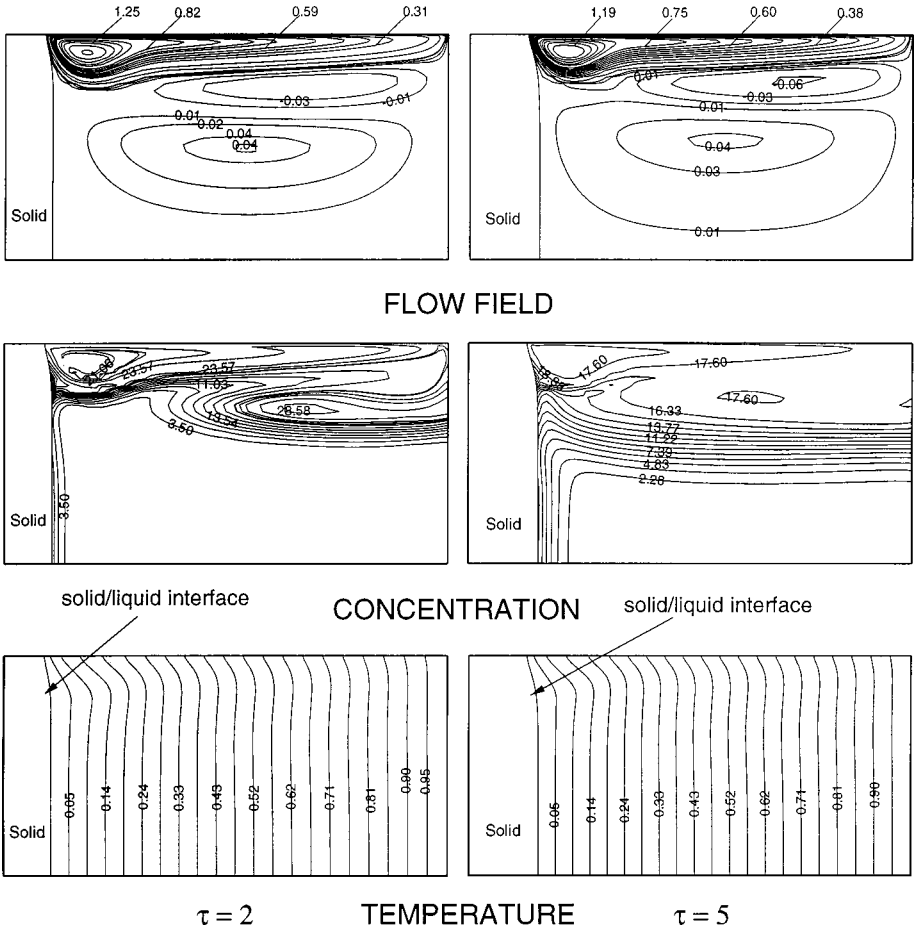 1.25 0.82 0.59 0.31
1.19 0.75 0.60 0.38
-0.03
-0.01
0.01
0.02
0.04
0.04
Solid
0.01
-0.06
-0.03
0.01
0.04
0.03
0.01
Solid
FLOW FIELD
23.57
23.57
11.03
28.58
13.54
3.50
3.50
Solid
17.60
17.60
17.60
16.33
13.77
11.22
7.39
4.83
2.28
Solid
solid/liquid interface
CONCENTRATION
solid/liquid interface
0.05 0.14 0.24 0.33 0.43 0.52 0.62 0.71 0.81 0.90 0.95
Solid
0.05 0.14 0.24 0.33 0.43 0.52 0.62 0.71 0.81 0.90
Solid
τ = 2 TEMPERATURE τ = 5